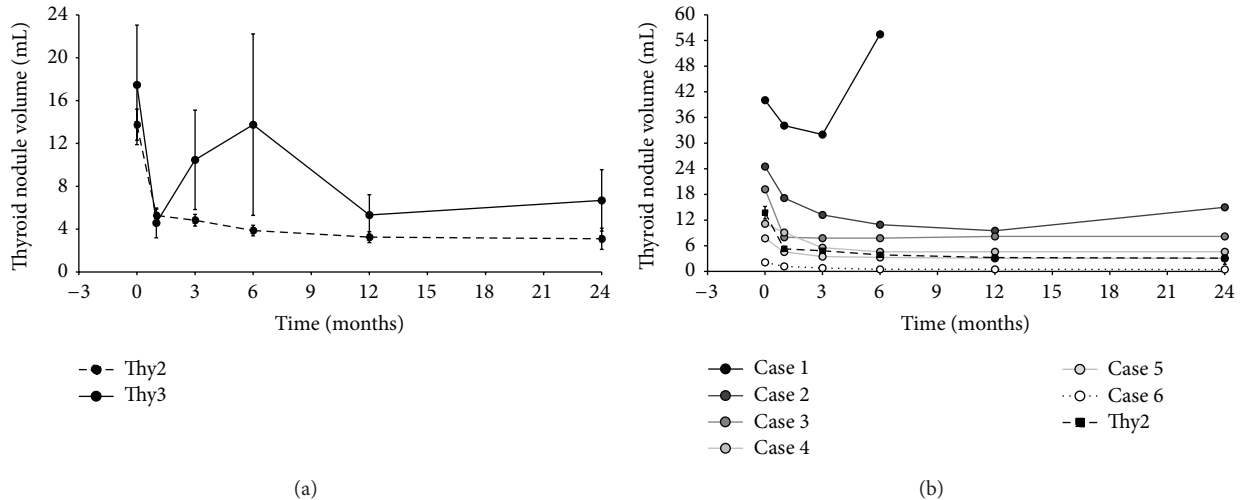 Thyroid nodule volume (mL)
24
20
16
12
8
4
0
−3 0 3 6 9 12 15 18 21 24
Time (months)
Thy2
Thy3
(a)
Thyroid nodule volume (mL)
60
54
48
42
36
30
24
18
12
6
0
−3 0 3 6 9 12 15 18 21 24
Time (months)
Case 1
Case 2
Case 3
Case 4
Case 5
Case 6
Thy2
(b)